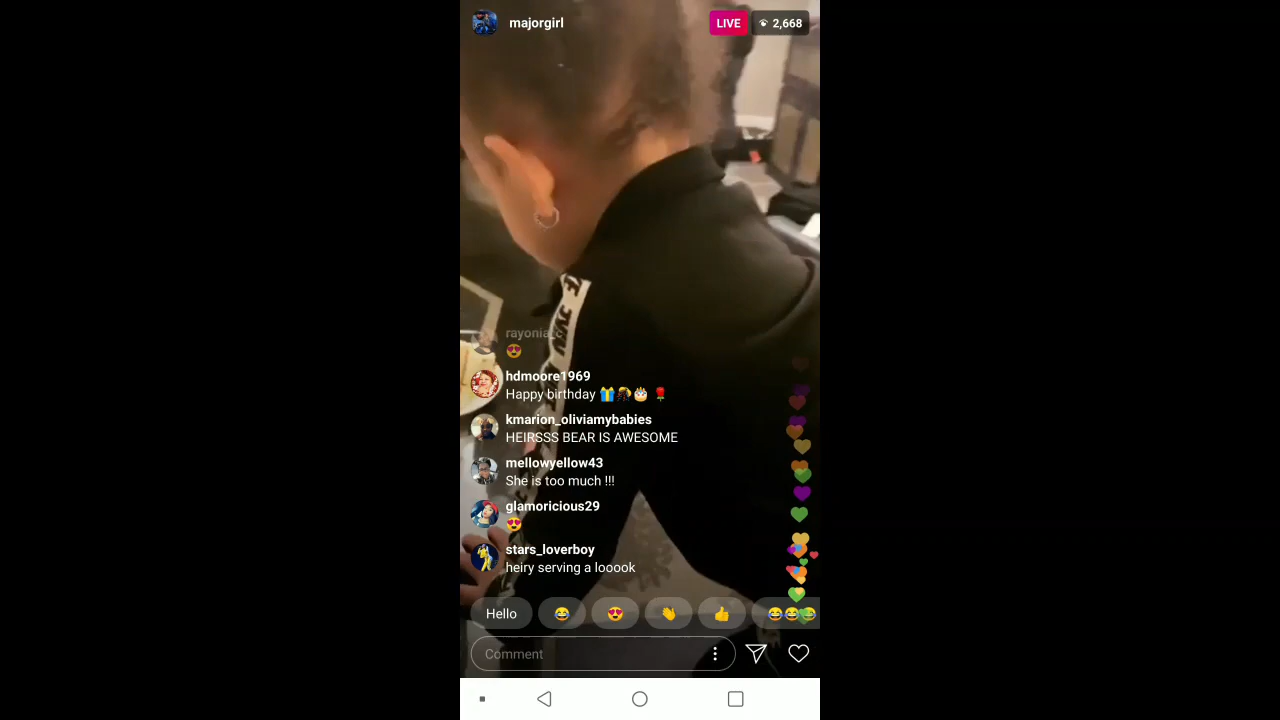 majorgirl
LIVE 2,668
rayonia_c
😍
hdmoore1969
Happy birthday 🎁🎂🌹
kmarion_oliviamybabies
HEIRSSS BEAR IS AWESOME
mellowyellow43
She is too much !!!
glamoricious29
😍
stars_loverboy
heiry serving a looook
Hello 😂 😍 👏 👍 😂😂😂
Comment